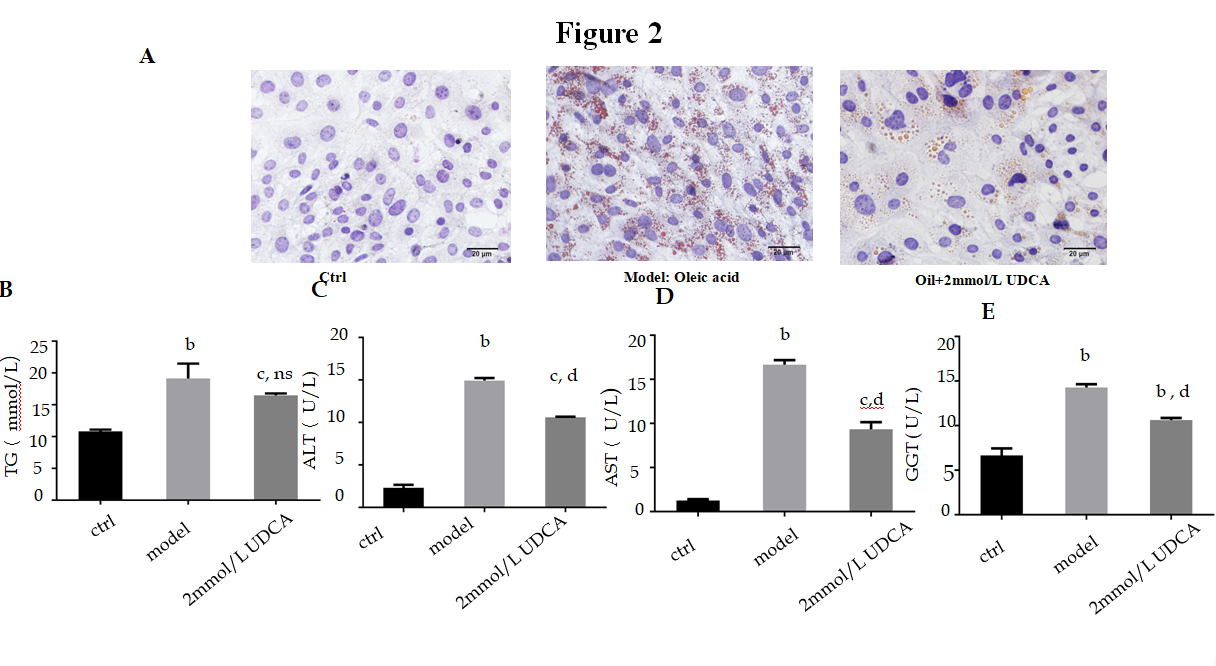 Figure 2
A
20 μm
20 μm
20 μm
Ctrl
Model: Oleic acid
Oil+2mmol/L UDCA
B
TG ( mmol/L)
25
20
15
10
5
0
b
c, ns
ctrl
model
2mmol/L UDCA
C
ALT ( U/L)
20
15
10
5
0
b
c, d
ctrl
model
2mmol/L UDCA
D
AST ( U/L)
20
15
10
5
0
b
c,d
ctrl
model
2mmol/L UDCA
E
GGT ( U/L)
20
15
10
5
0
b
b , d
ctrl
model
2mmol/L UDCA